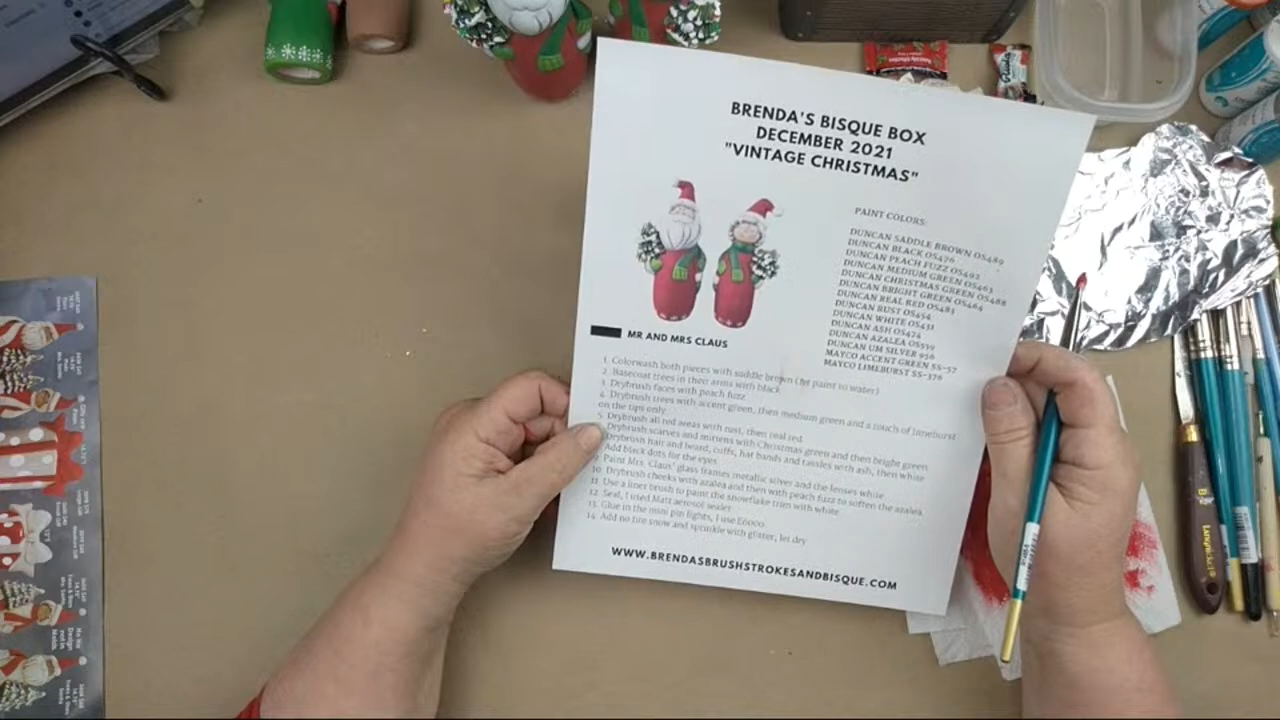 BRENDA'S BISQUE BOX
DECEMBER 2021
"VINTAGE CHRISTMAS"
PAINT COLORS:
DUNCAN SADDLE BROWN OS489
DUNCAN BLACK OS476
DUNCAN PEACH FUZZ OS492
DUNCAN MEDIUM GREEN OS463
DUNCAN CHRISTMAS GREEN OS468
DUNCAN BRIGHT GREEN OS464
DUNCAN REAL RED OS483
DUNCAN RUST OS454
DUNCAN WHITE OS431
DUNCAN ASH OS474
DUNCAN AZALEA OS559
DUNCAN UM SILVER 956
MAYCO ACCENT GREEN SS-57
MAYCO LIMEBURST SS-376
MR AND MRS CLAUS
1. Colorwash both pieces with saddle brown (1:1 paint to water)
2. Basecoat trees in their arms with black
3. Drybrush faces with peach fuzz
4. Drybrush trees with accent green, then medium green and a touch of limeburst
on the tips only
5. Drybrush all red areas with rust, then real red
Drybrush scarves and mittens with Christmas green and then bright green
Drybrush hair and beard, cuffs, hat bands and tassles with ash, then white
Add black dots for the eyes
Paint Mrs. Claus' glass frames metallic silver and the lenses white
10. Drybrush cheeks with azalea and then with peach fuzz to soften the azalea
11. Use a liner brush to paint the snowflake trim with white
12. Seal, I used Matt aerosol sealer
13. Glue in the mini pin lights, I use E6000
14. Add no fire snow and sprinkle with glitter, let dry
WWW.BRENDASBRUSHSTROKESANDBISQUE.COM